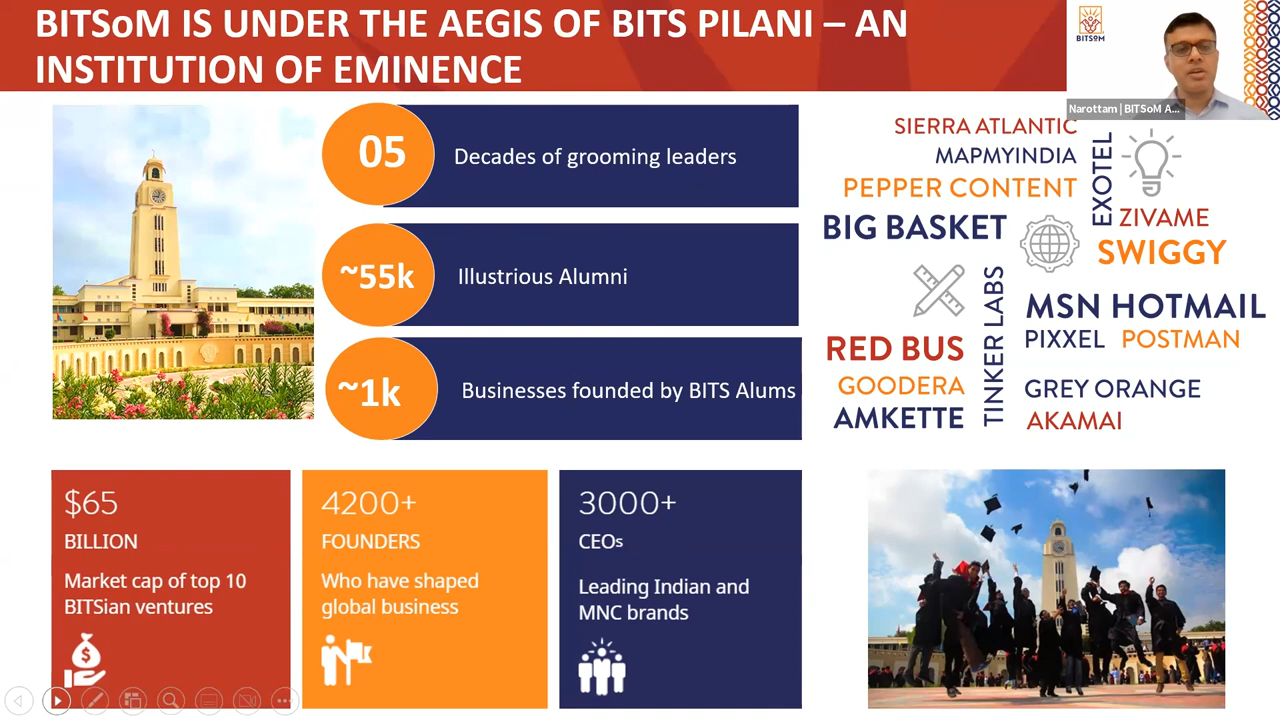 BITSoM IS UNDER THE AEGIS OF BITS PILANI – AN
INSTITUTION OF EMINENCE
BITSoM
Narottam | BITSoM A...
05
Decades of grooming leaders
~55k
Illustrious Alumni
~1k
Businesses founded by BITS Alums
SIERRA ATLANTIC
MAPMYINDIA
PEPPER CONTENT
BIG BASKET
EXOTEL
ZIVAME
SWIGGY
TINKER LABS
MSN HOTMAIL
PIXXEL POSTMAN
RED BUS
GOODERA
AMKETTE
GREY ORANGE
AKAMAI
$65
BILLION
Market cap of top 10
BITSian ventures
$
4200+
FOUNDERS
Who have shaped
global business
3000+
CEOs
Leading Indian and
MNC brands